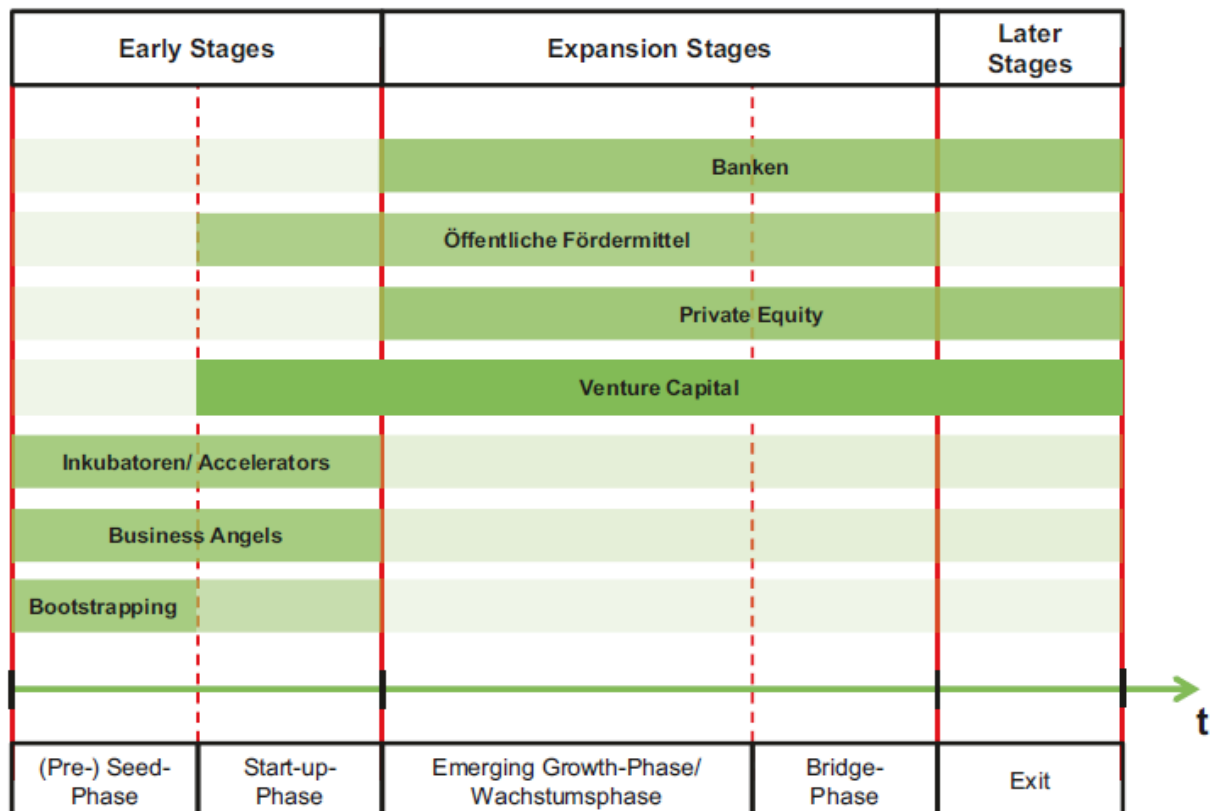 Early Stages
Expansion Stages
Later
Stages
Banken
Öffentliche Fördermittel
Private Equity
Venture Capital
Inkubatoren/ Accelerators
Business Angels
Bootstrapping
t
(Pre-) Seed-
Phase
Start-up-
Phase
Emerging Growth-Phase/
Wachstumsphase
Bridge-
Phase
Exit